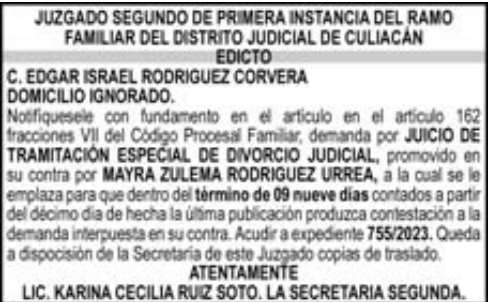 JUZGADO SEGUNDO DE PRIMERA INSTANCIA DEL RAMO
FAMILIAR DEL DISTRITO JUDICIAL DE CULIACÁN
EDICTO
C. EDGAR ISRAEL RODRIGUEZ CORVERA
DOMICILIO IGNORADO.
Notifiquesele con fundamento en el articulo en el artículo 162
fracciones VII del Código Procesal Familiar, demanda por JUICIO DE
TRAMITACIÓN ESPECIAL DE DIVORCIO JUDICIAL, promovido en
su contra por MAYRA ZULEMA RODRIGUEZ URREA, a la cual se le
emplaza para que dentro del término de 09 nueve días contados a partir
del décimo día de hecha la última publicación produzca contestación a la
demanda interpuesta en su contra. Acudir a expediente 755/2023. Queda
a disposición de la Secretaría de este Juzgado copias de traslado.
ATENTAMENTE
LIC. KARINA CECILIA RUIZ SOTO. LA SECRETARIA SEGUNDA.